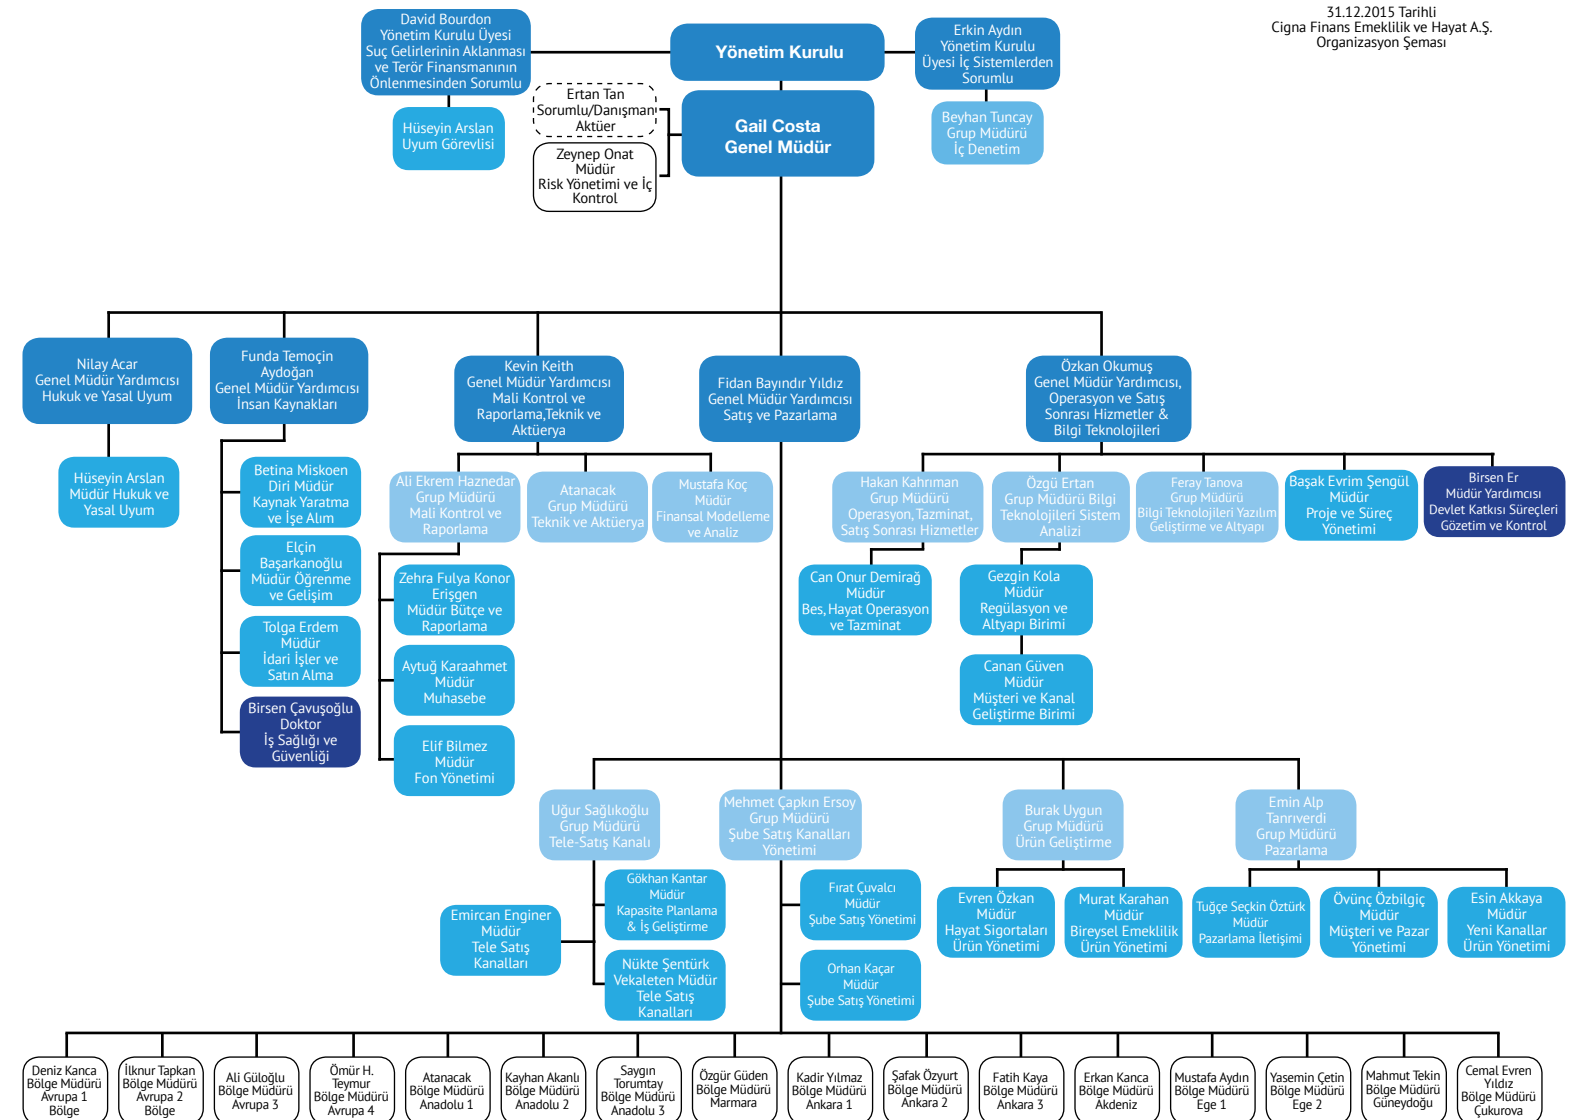 31.12.2015 Tarihli
Cigna Finans Emeklilik ve Hayat A.Ş.
Organizasyon Şeması
David Bourdon
Yönetim Kurulu Üyesi
Suç Gelirlerinin Aklanması
ve Terör Finansmanının
Önlenmesinden Sorumlu
Yönetim Kurulu
Erkin Aydın
Yönetim Kurulu
Üyesi İç Sistemlerden
Sorumlu
Hüseyin Arslan
Uyum Görevlisi
Ertan Tan
Sorumlu/Danışman
Aktüer
Gail Costa
Genel Müdür
Beyhan Tuncay
Grup Müdürü
İç Denetim
Zeynep Onat
Müdür
Risk Yönetimi ve İç
Kontrol
Nilay Acar
Genel Müdür Yardımcısı
Hukuk ve Yasal Uyum
Funda Temoçin
Aydoğan
Genel Müdür Yardımcısı
İnsan Kaynakları
Kevin Keith
Genel Müdür Yardımcısı
Mali Kontrol ve
Raporlama,Teknik ve
Aktüerya
Fidan Bayındır Yıldız
Genel Müdür Yardımcısı
Satış ve Pazarlama
Özkan Okumuş
Genel Müdür Yardımcısı,
Operasyon ve Satış
Sonrası Hizmetler &
Bilgi Teknolojileri
Hüseyin Arslan
Müdür Hukuk ve
Yasal Uyum
Betina Miskoen
Diri Müdür
Kaynak Yaratma
ve İşe Alım
Elçin
Başarkanoğlu
Müdür Öğrenme
ve Gelişim
Tolga Erdem
Müdür
İdari İşler ve
Satın Alma
Birsen Çavuşoğlu
Doktor
İş Sağlığı ve
Güvenliği
Ali Ekrem Haznedar
Grup Müdürü
Mali Kontrol ve
Raporlama
Atanacak
Grup Müdürü
Teknik ve Aktüerya
Mustafa Koç
Müdür
Finansal Modelleme
ve Analiz
Zehra Fulya Konor
Erişgen
Müdür Bütçe ve
Raporlama
Aytuğ Karaahmet
Müdür
Muhasebe
Elif Bilmez
Müdür
Fon Yönetimi
Hakan Kahrıman
Grup Müdürü
Operasyon, Tazminat,
Satış Sonrası Hizmetler
Özgü Ertan
Grup Müdürü Bilgi
Teknolojileri Sistem
Analizi
Feray Tanova
Grup Müdürü
Bilgi Teknolojileri Yazılım
Geliştirme ve Altyapı
Başak Evrim Şengül
Müdür
Proje ve Süreç
Yönetimi
Birsen Er
Müdür Yardımcısı
Devlet Katkısı Süreçleri
Gözetim ve Kontrol
Can Onur Demirağ
Müdür
Bes, Hayat Operasyon
ve Tazminat
Gezgin Kola
Müdür
Regülasyon ve
Altyapı Birimi
Canan Güven
Müdür
Müşteri ve Kanal
Geliştirme Birimi
Uğur Sağlıkoğlu
Grup Müdürü
Tele-Satış Kanalı
Mehmet Çapkın Ersoy
Grup Müdürü
Şube Satış Kanalları
Yönetimi
Burak Uygun
Grup Müdürü
Ürün Geliştirme
Emin Alp
Tanrıverdi
Grup Müdürü
Pazarlama
Emircan Enginer
Müdür
Tele Satış
Kanalları
Gökhan Kantar
Müdür
Kapasite Planlama
& İş Geliştirme
Nükte Şentürk
Vekaleten Müdür
Tele Satış
Kanalları
Fırat Çuvalcı
Müdür
Şube Satış Yönetimi
Orhan Kaçar
Müdür
Şube Satış Yönetimi
Evren Özkan
Müdür
Hayat Sigortaları
Ürün Yönetimi
Murat Karahan
Müdür
Bireysel Emeklilik
Ürün Yönetimi
Tuğçe Seçkin Öztürk
Müdür
Pazarlama İletişimi
Övünç Özbilgiç
Müdür
Müşteri ve Pazar
Yönetimi
Esin Akkaya
Müdür
Yeni Kanallar
Ürün Yönetimi
Deniz Kanca
Bölge Müdürü
Avrupa 1
Bölge
İlknur Tapkan
Bölge Müdürü
Avrupa 2
Bölge
Ali Güloğlu
Bölge Müdürü
Avrupa 3
Ömür H.
Teymur
Bölge Müdürü
Avrupa 4
Atanacak
Bölge Müdürü
Anadolu 1
Kayhan Akanlı
Bölge Müdürü
Anadolu 2
Saygın
Torumtay
Bölge Müdürü
Anadolu 3
Özgür Güden
Bölge Müdürü
Marmara
Kadir Yılmaz
Bölge Müdürü
Ankara 1
Şafak Özyurt
Bölge Müdürü
Ankara 2
Fatih Kaya
Bölge Müdürü
Ankara 3
Erkan Kanca
Bölge Müdürü
Akdeniz
Mustafa Aydın
Bölge Müdürü
Ege 1
Yasemin Çetin
Bölge Müdürü
Ege 2
Mahmut Tekin
Bölge Müdürü
Güneydoğu
Cemal Evren
Yıldız
Bölge Müdürü
Çukurova